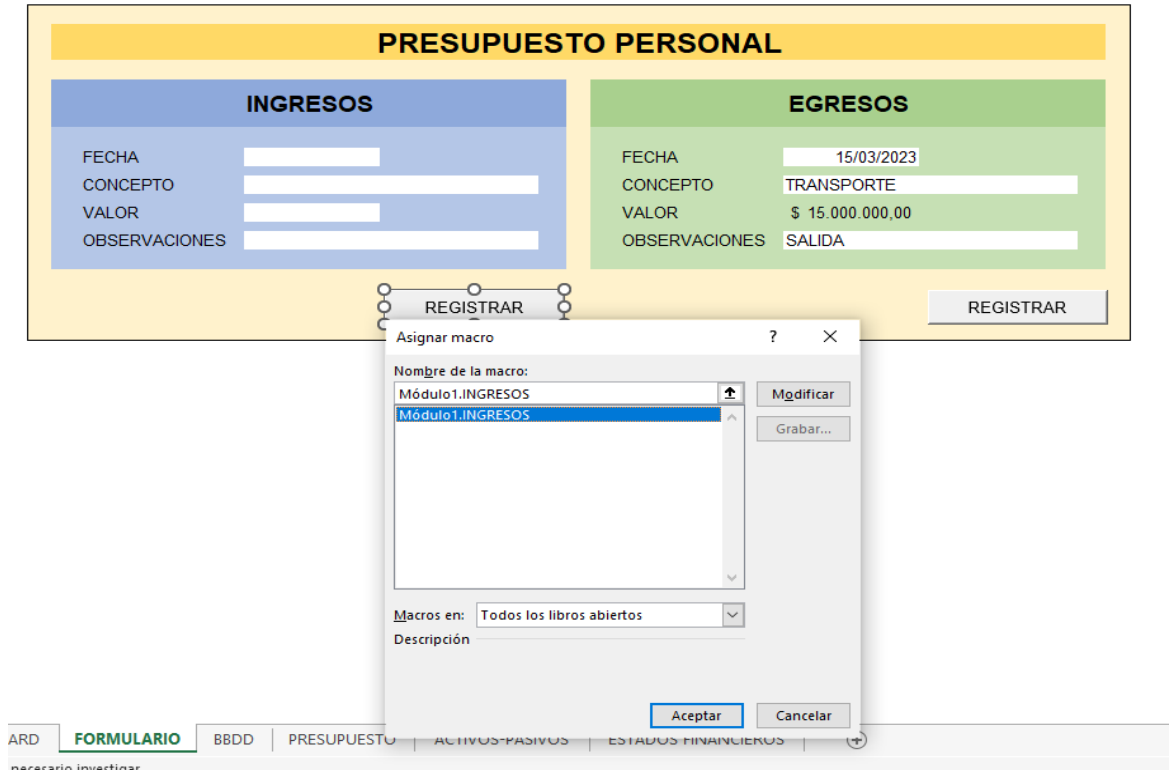 PRESUPUESTO PERSONAL
INGRESOS
FECHA
CONCEPTO
VALOR
OBSERVACIONES
REGISTRAR
EGRESOS
FECHA 15/03/2023
CONCEPTO TRANSPORTE
VALOR $ 15.000.000,00
OBSERVACIONES SALIDA
REGISTRAR
Asignar macro ?
Nombre de la macro:
Módulo1.INGRESOS
Módulo1.INGRESOS
Modificar
Grabar...
Macros en: Todos los libros abiertos
Descripción
Aceptar Cancelar
ARD FORMULARIO BBDD PRESUPUESTO ACTIVOS-PASIVOS ESTADOS FINANCIEROS
necesario investigar